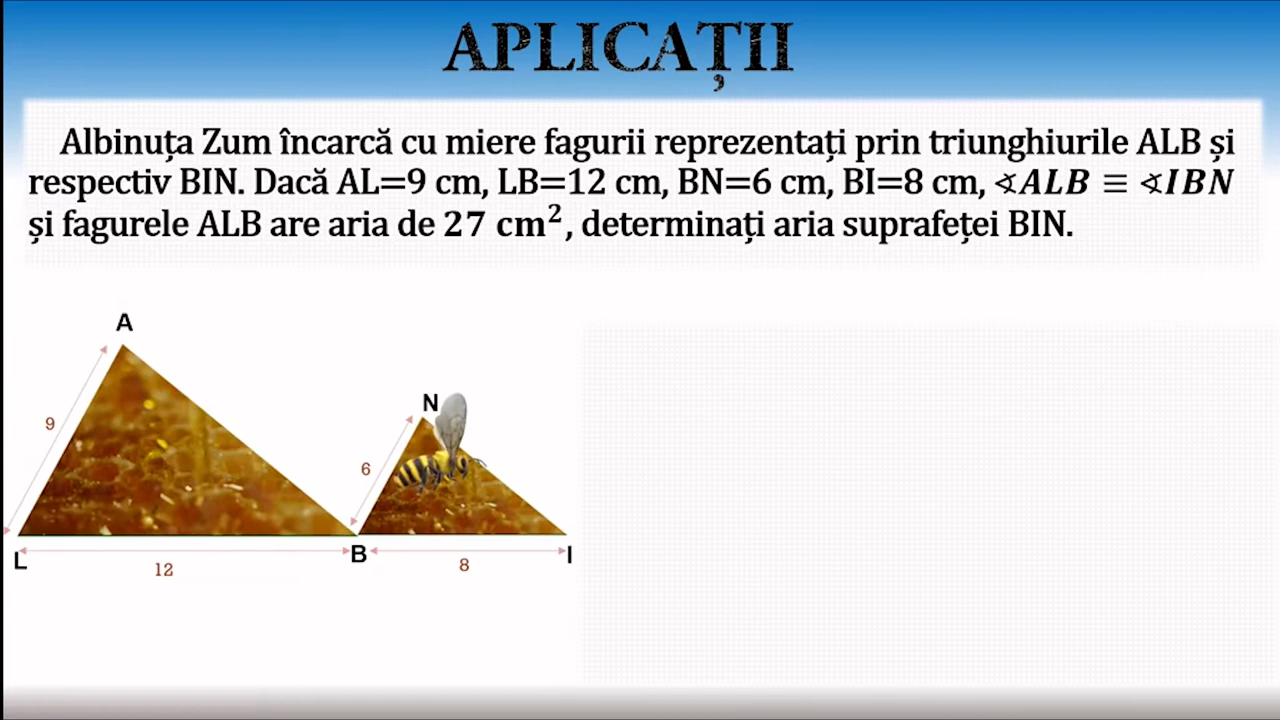 APLICAȚII
Albinuța Zum încarcă cu miere fagurii reprezentați prin triunghiurile ALB și
respectiv BIN. Dacă AL=9 cm, LB=12 cm, BN=6 cm, BI=8 cm, ∢ALB ≡ ∢IBN
și fagurele ALB are aria de 27 cm², determinați aria suprafeței BIN.
A
N
9
6
L
B
I
12
8